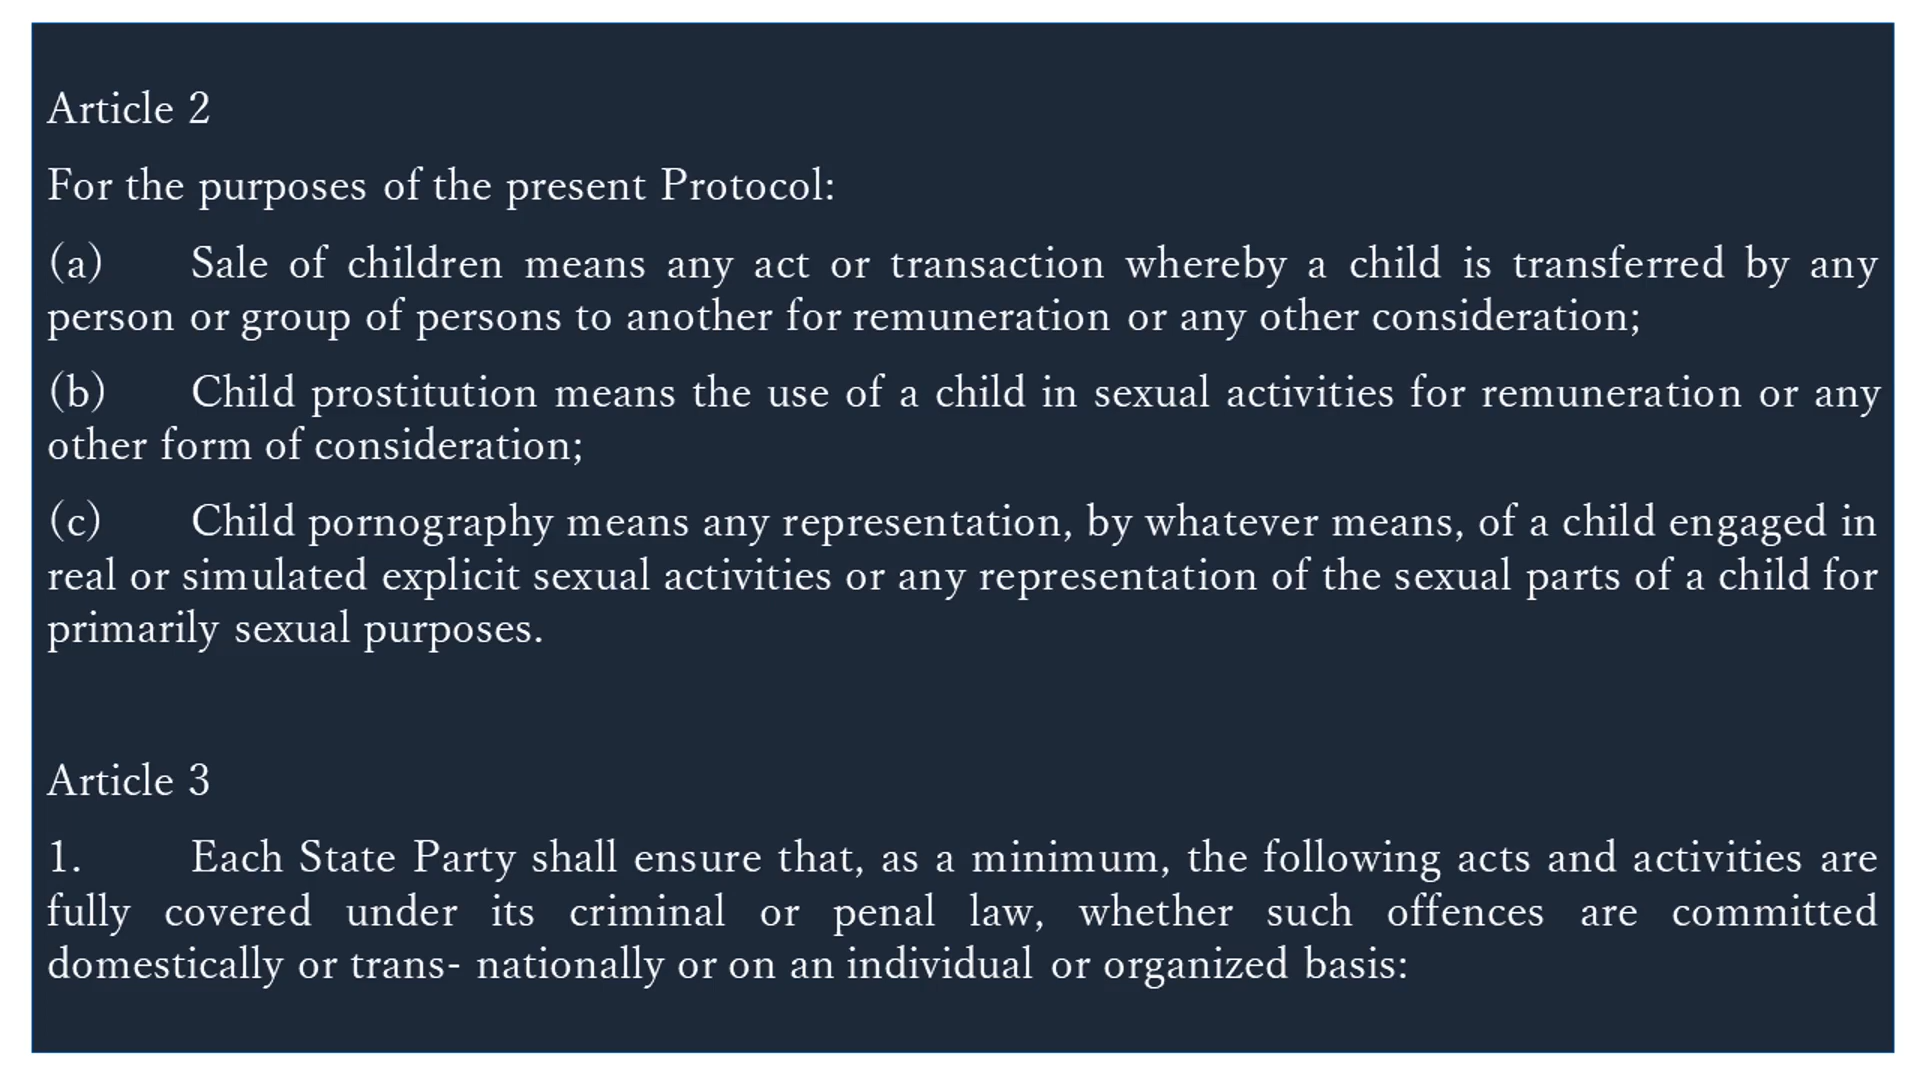 Article 2
For the purposes of the present Protocol:
(a) Sale of children means any act or transaction whereby a child is transferred by any
person or group of persons to another for remuneration or any other consideration;
(b) Child prostitution means the use of a child in sexual activities for remuneration or any
other form of consideration;
(c) Child pornography means any representation, by whatever means, of a child engaged in
real or simulated explicit sexual activities or any representation of the sexual parts of a child for
primarily sexual purposes.
Article 3
1. Each State Party shall ensure that, as a minimum, the following acts and activities are
fully covered under its criminal or penal law, whether such offences are committed
domestically or trans- nationally or on an individual or organized basis: